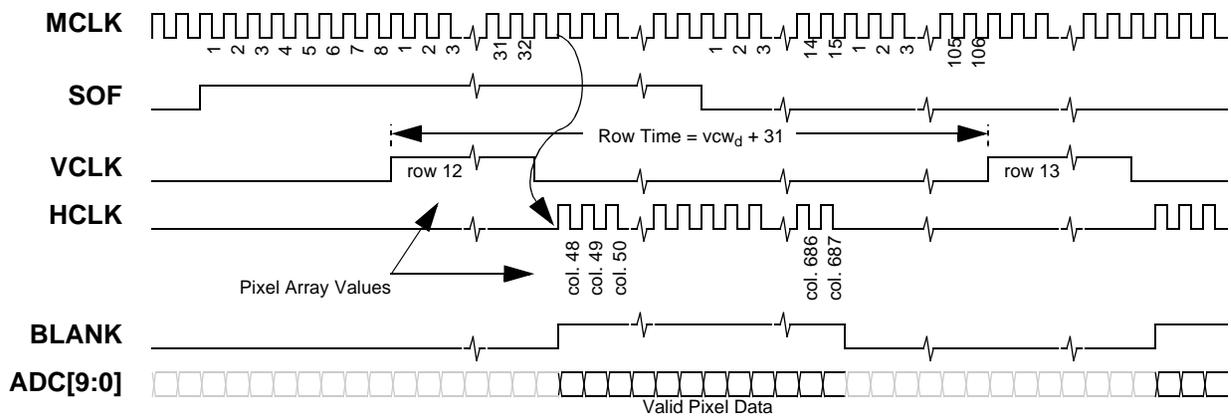 MCLK
1 2 3 4 5 6 7 8 1 2 3 31 32 1 2 3 14 15 1 2 3 105 106
SOF
Row Time = vcwd + 31
VCLK
row 12 row 13
HCLK
col. 48 col. 49 col. 50 col. 686 col. 687
Pixel Array Values
BLANK
ADC[9:0]
Valid Pixel Data